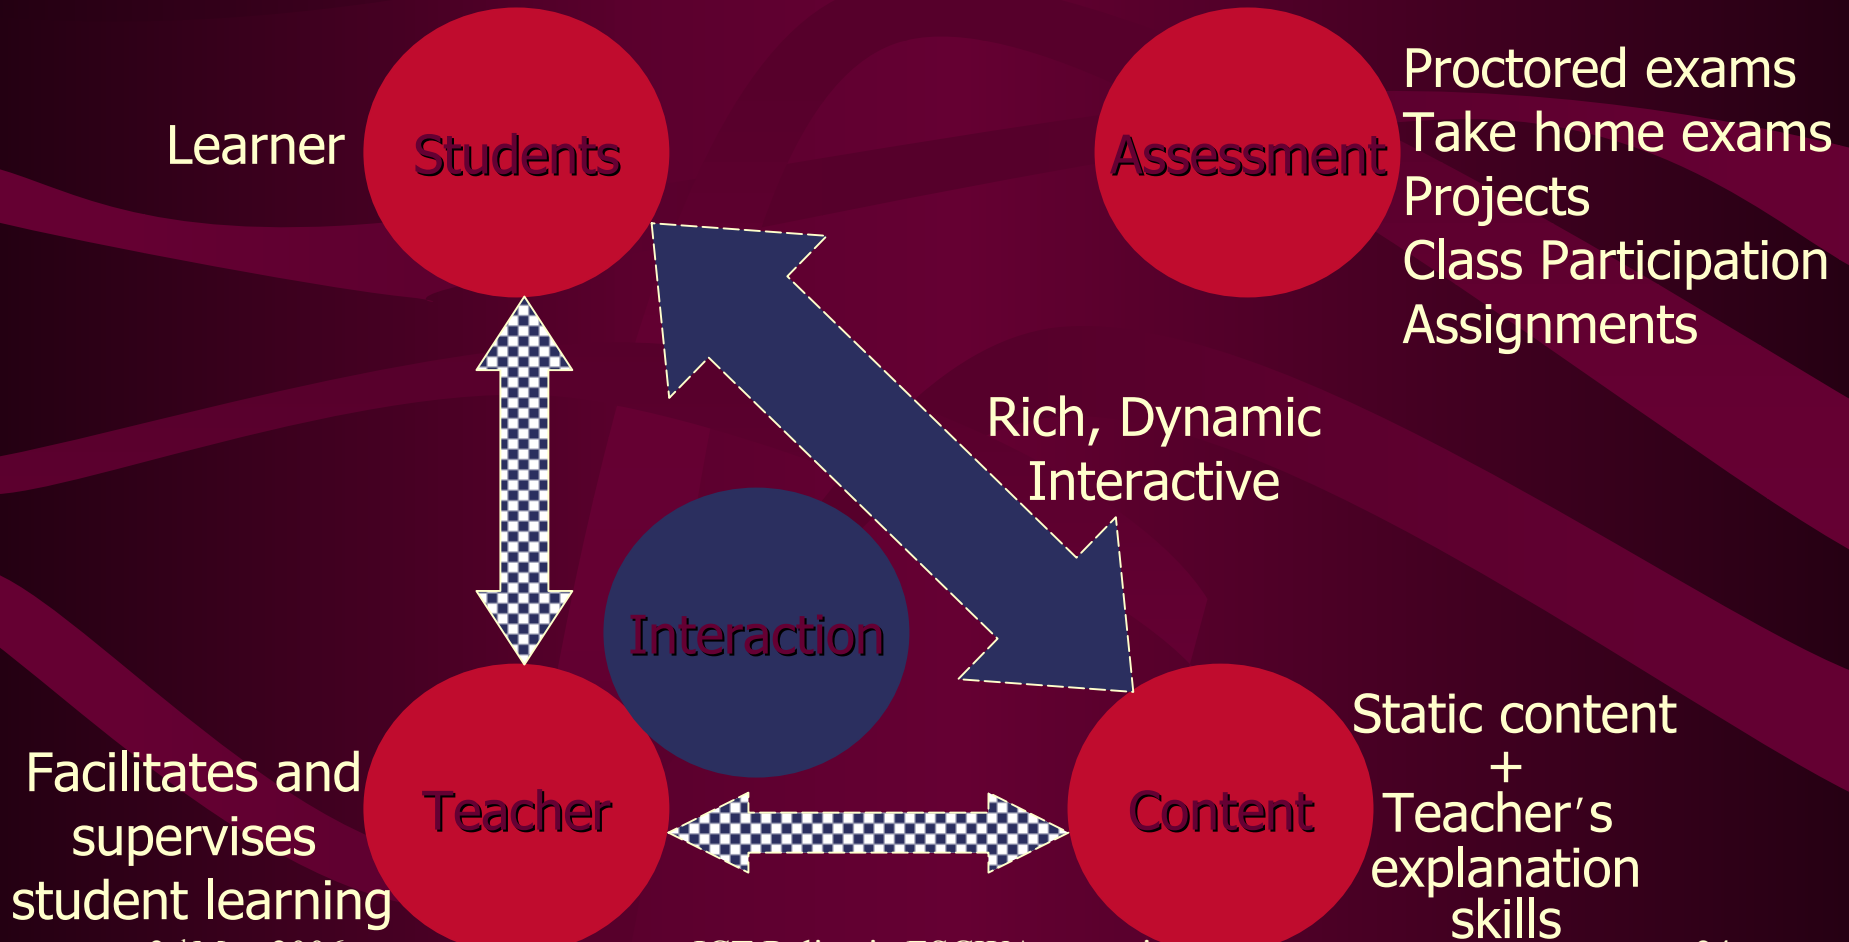 Learner
Students
Assessment
Proctored exams
Take home exams
Projects
Class Participation
Assignments
Rich, Dynamic
Interactive
Interaction
Facilitates and
supervises
student learning
Teacher
Content
Static content
+
Teacher's
explanation
skills